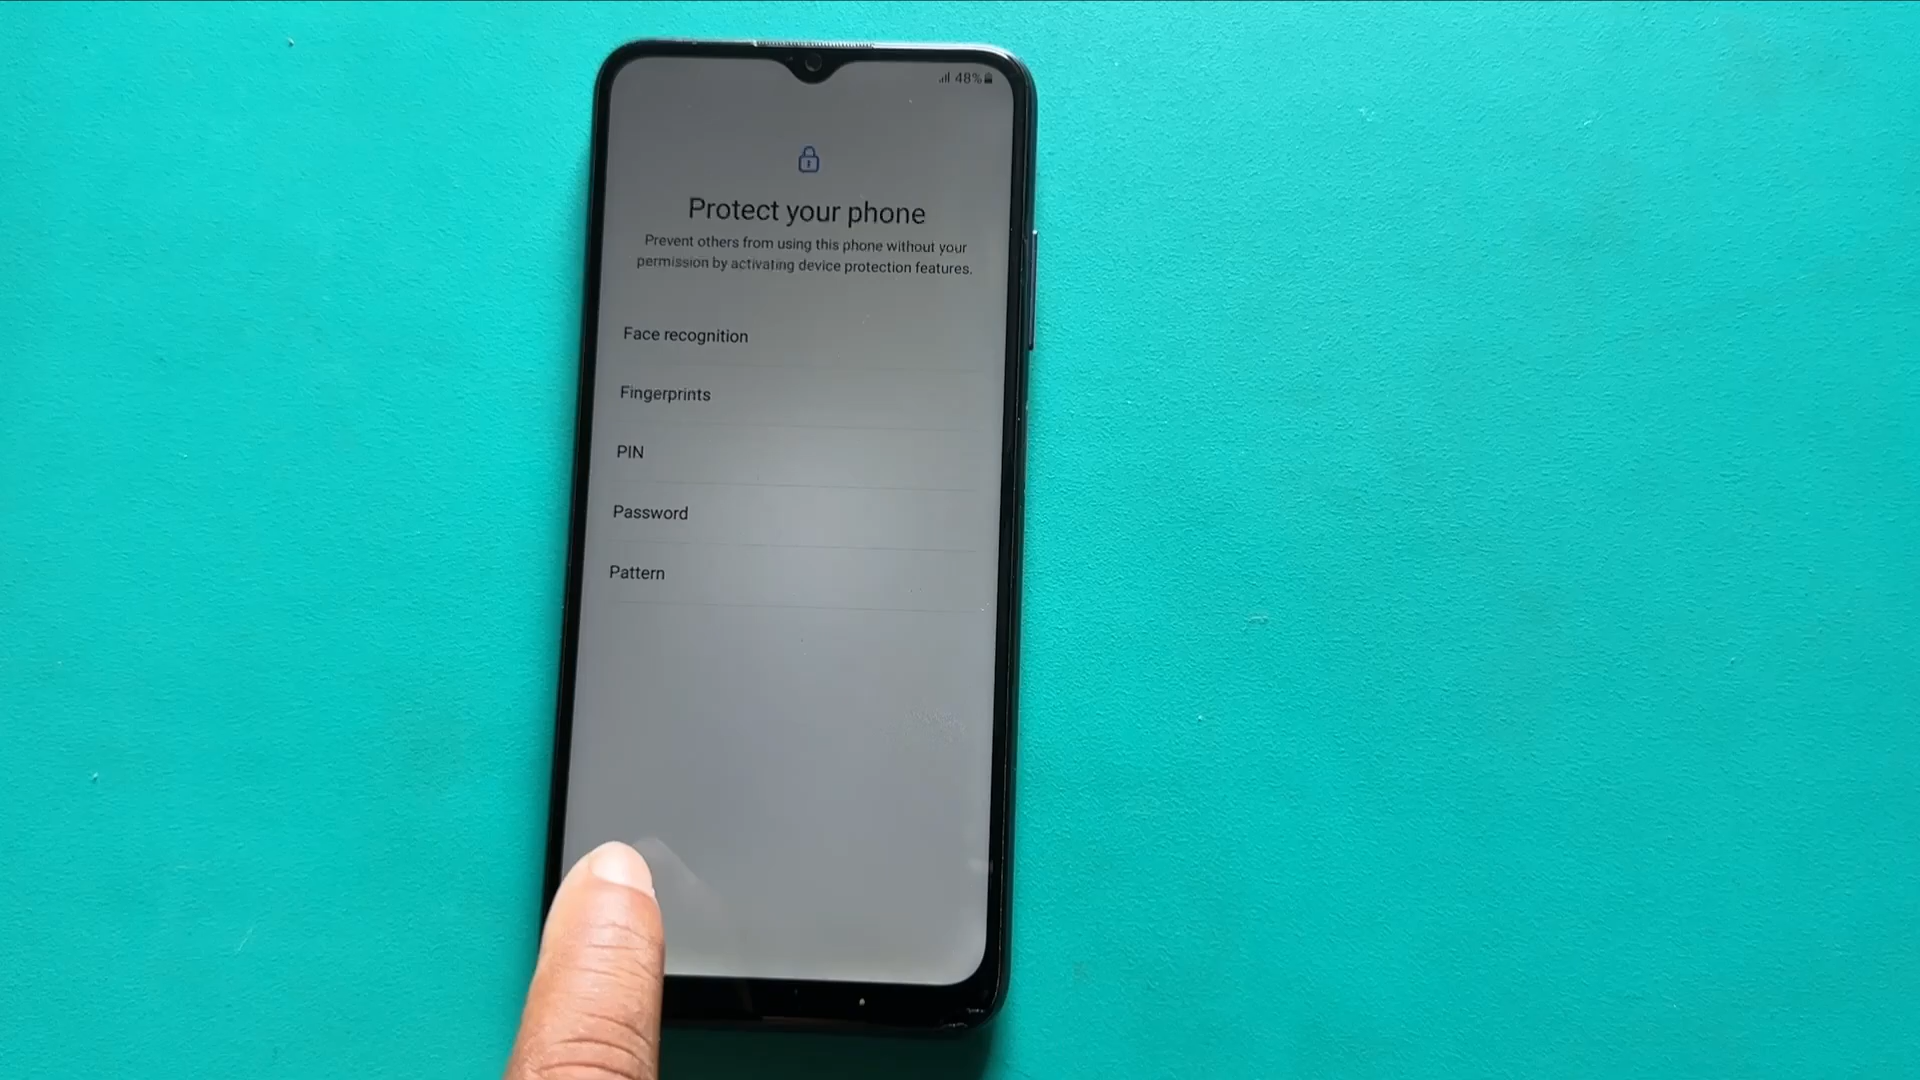 48%
Protect your phone
Prevent others from using this phone without your
permission by activating device protection features.
Face recognition
Fingerprints
PIN
Password
Pattern